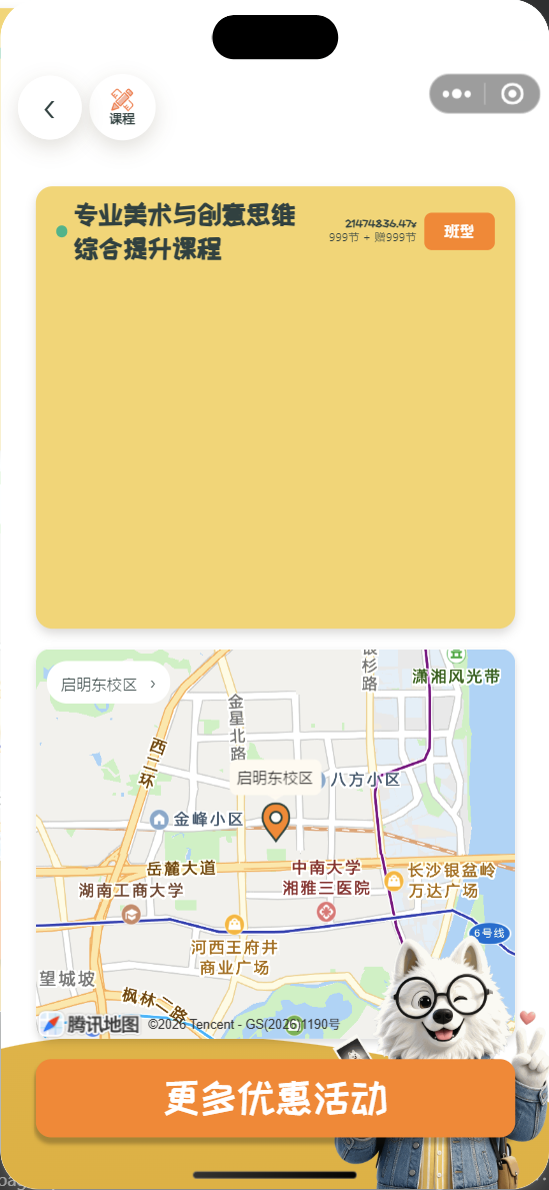 课程
专业美术与创意思维
综合提升课程
21474836.47¥
999节 + 赠999节
班型
启明东校区 ›
杉路
潇湘风光带
金星北路
西二环
启明东校区
八方小区
金峰小区
岳麓大道
湖南工商大学
中南大学
湘雅三医院
长沙银盆岭
万达广场
6号线
河西王府井
商业广场
望城坡
枫林二路
腾讯地图
©2026 Tencent - GS(2026)1190号
更多优惠活动